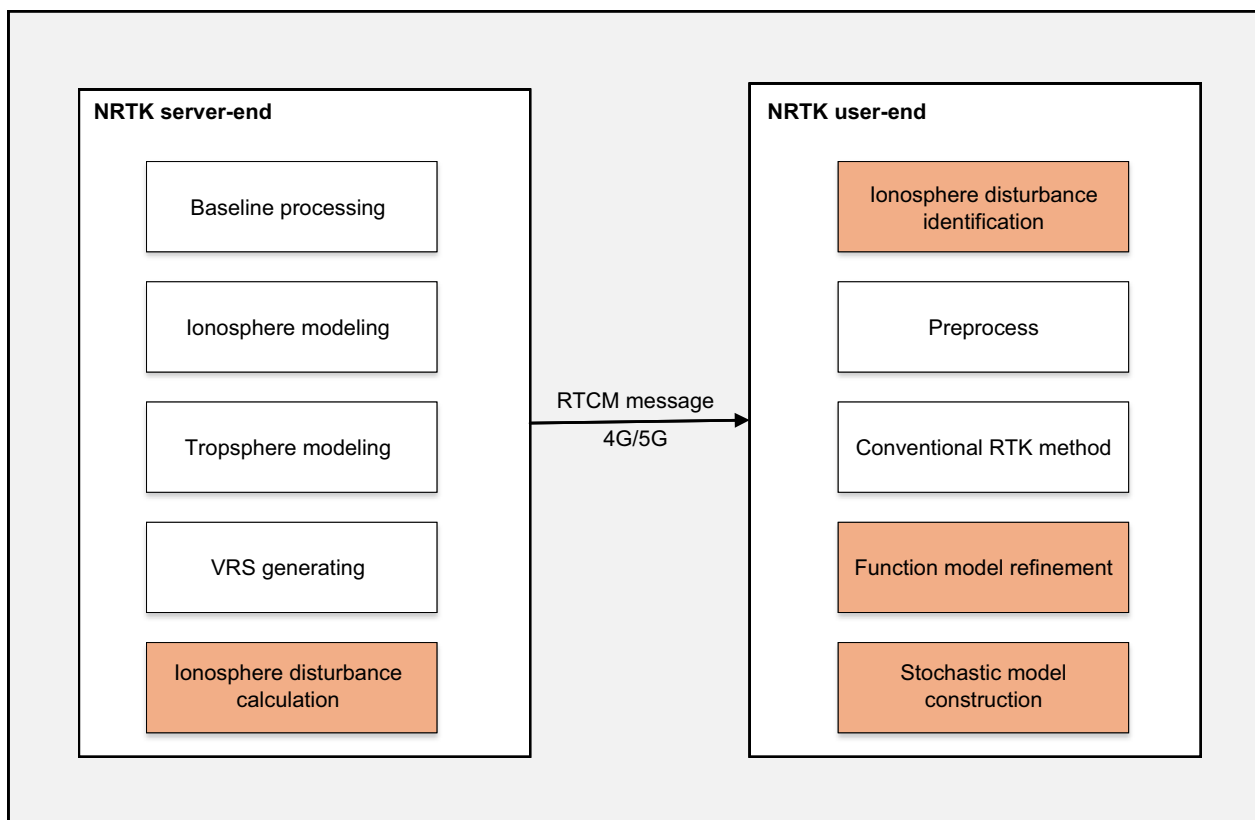 NRTK server-end
Baseline processing
Ionosphere modeling
Tropsphere modeling
VRS generating
Ionosphere disturbance
calculation
RTCM message
4G/5G
NRTK user-end
Ionosphere disturbance
identification
Preprocess
Conventional RTK method
Function model refinement
Stochastic model
construction